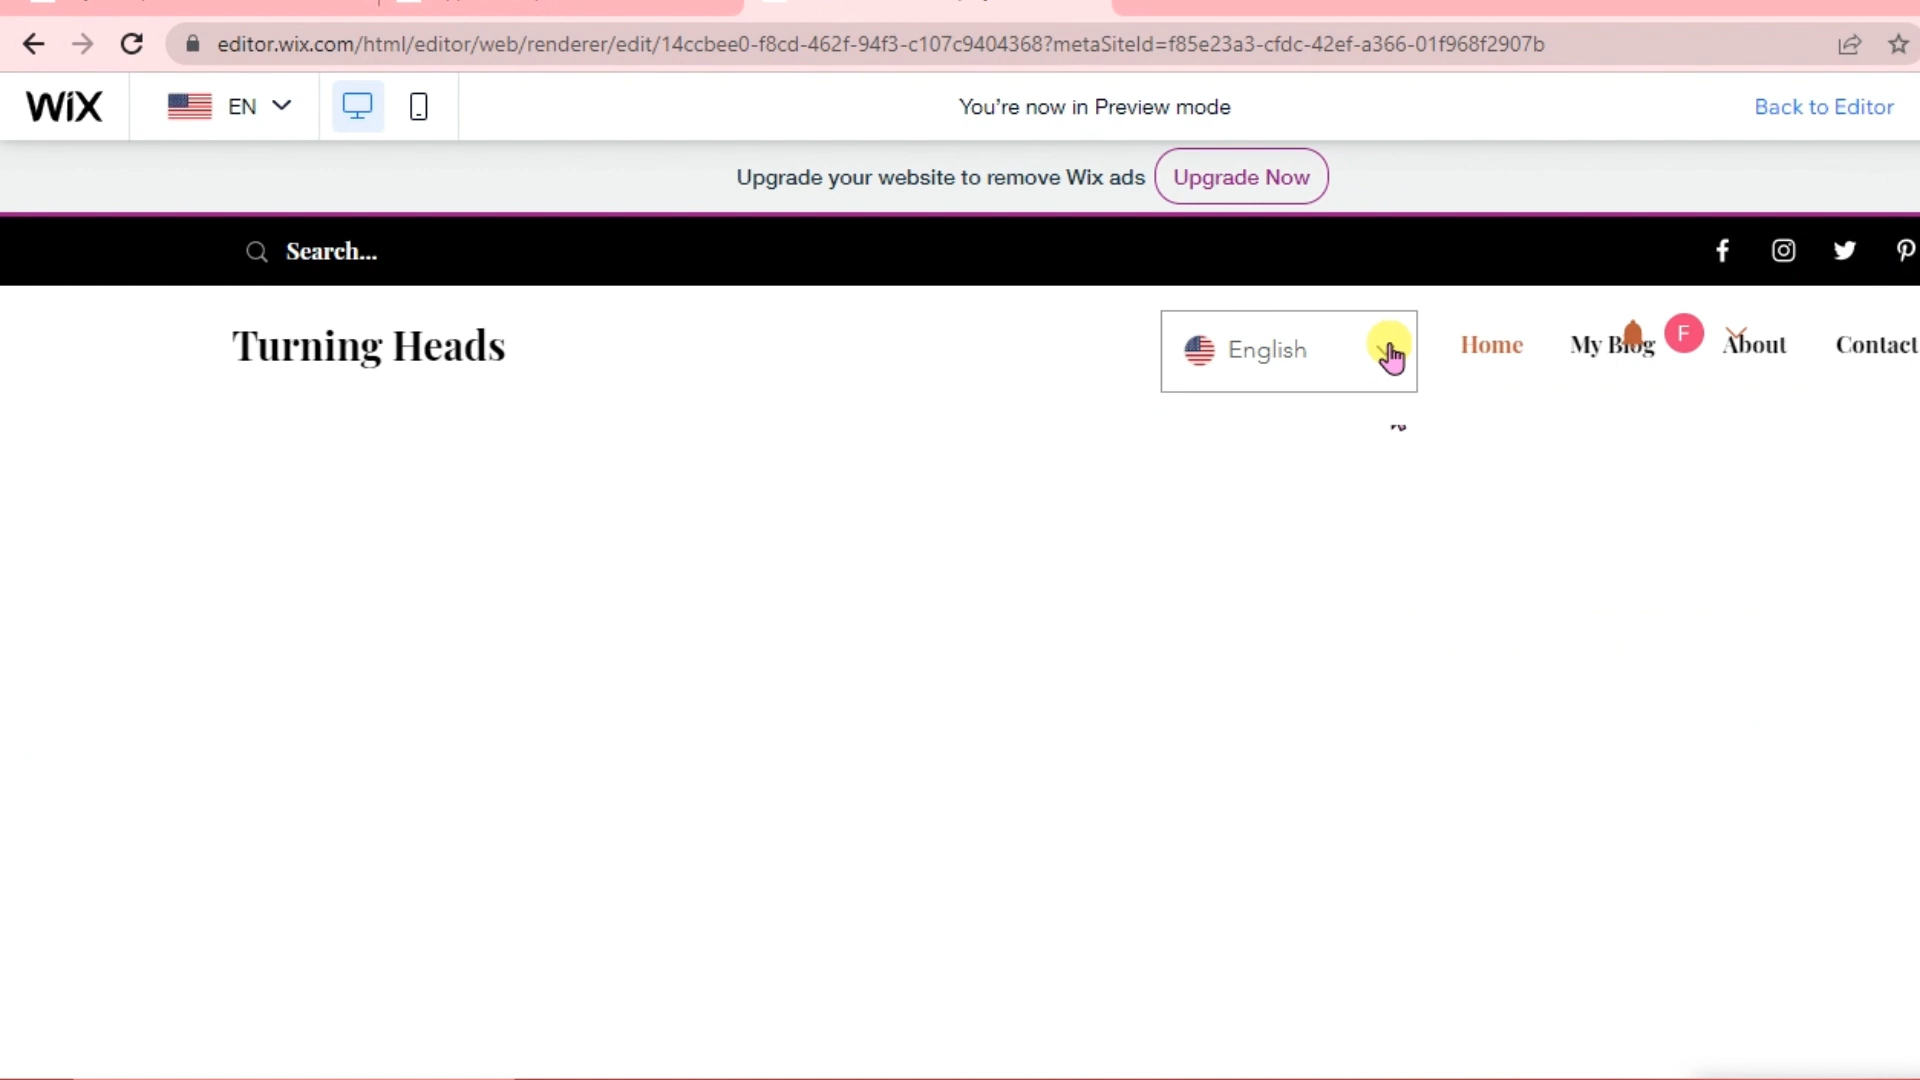 editor.wix.com/html/editor/web/renderer/edit/14ccbee0-f8cd-462f-94f3-c107c9404368?metaSiteId=f85e23a3-cfdc-42ef-a366-01f968f2907b
WiX EN You're now in Preview mode Back to Editor
Upgrade your website to remove Wix ads Upgrade Now
Search...
Turning Heads English Home My Blog F About Contact